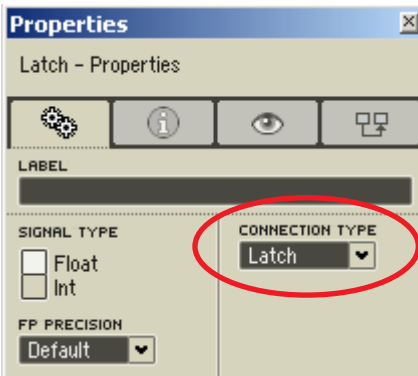 Properties
Latch - Properties
LABEL
SIGNAL TYPE
Float
Int
FP PRECISION
Default
CONNECTION TYPE
Latch